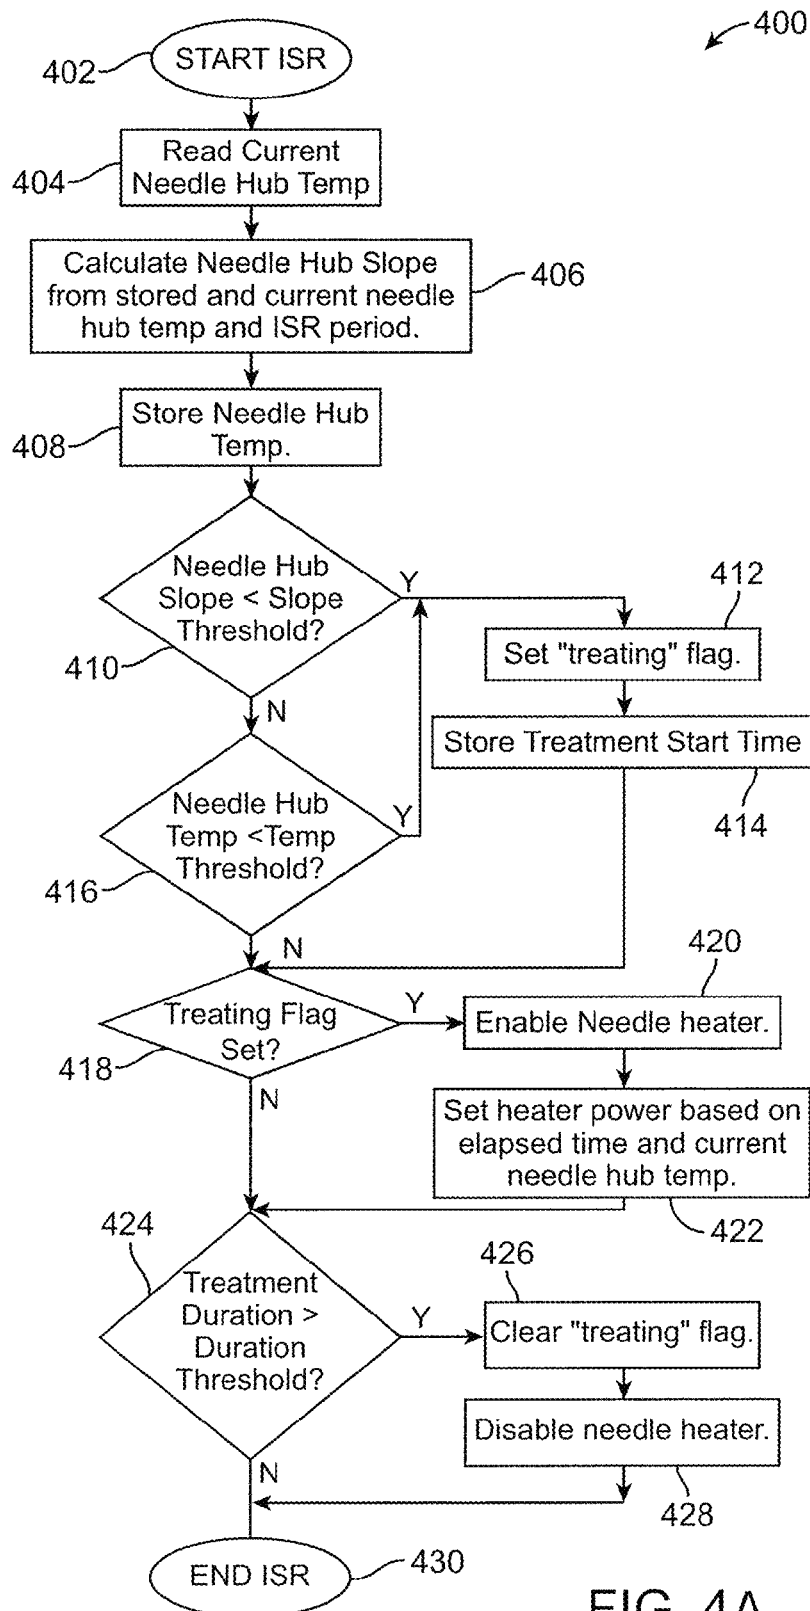 400
402
START ISR
Read Current
Needle Hub Temp
404
Calculate Needle Hub Slope
from stored and current needle
hub temp and ISR period.
406
Store Needle Hub
Temp.
408
Needle Hub
Slope < Slope
Threshold?
410
Y
N
412
Set "treating" flag.
Store Treatment Start Time
414
Needle Hub
Temp <Temp
Threshold?
416
Y
N
Treating Flag
Set?
418
Y
N
420
Enable Needle heater.
Set heater power based on
elapsed time and current
needle hub temp.
422
424
Treatment
Duration >
Duration
Threshold?
Y
N
426
Clear "treating" flag.
Disable needle heater.
428
END ISR
430
FIG. 4A